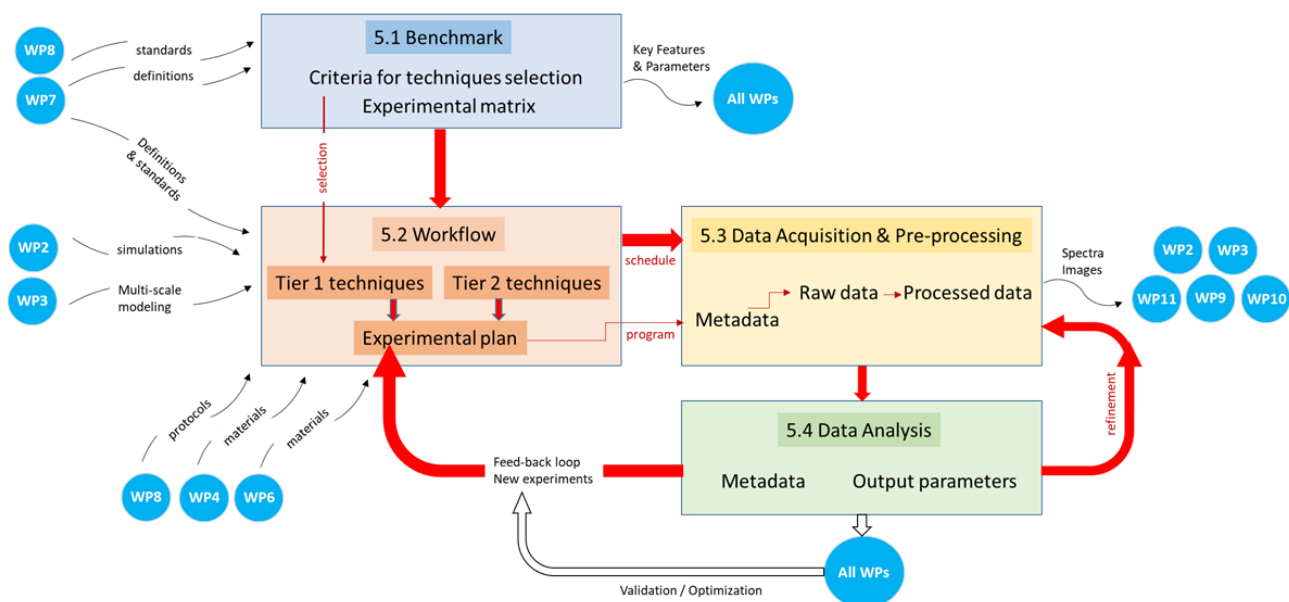 WP8
standards
WP7
definitions
5.1 Benchmark
Criteria for techniques selection
Experimental matrix
Key Features
& Parameters
All WPs
selection
Definitions
& standards
WP2
simulations
WP3
Multi-scale
modeling
5.2 Workflow
Tier 1 techniques
Tier 2 techniques
Experimental plan
schedule
program
5.3 Data Acquisition & Pre-processing
Raw data
Processed data
Metadata
Spectra
Images
WP2
WP3
WP11
WP9
WP10
protocols
materials
materials
WP8
WP4
WP6
Feed-back loop
New experiments
5.4 Data Analysis
Metadata
Output parameters
refinement
All WPs
Validation / Optimization